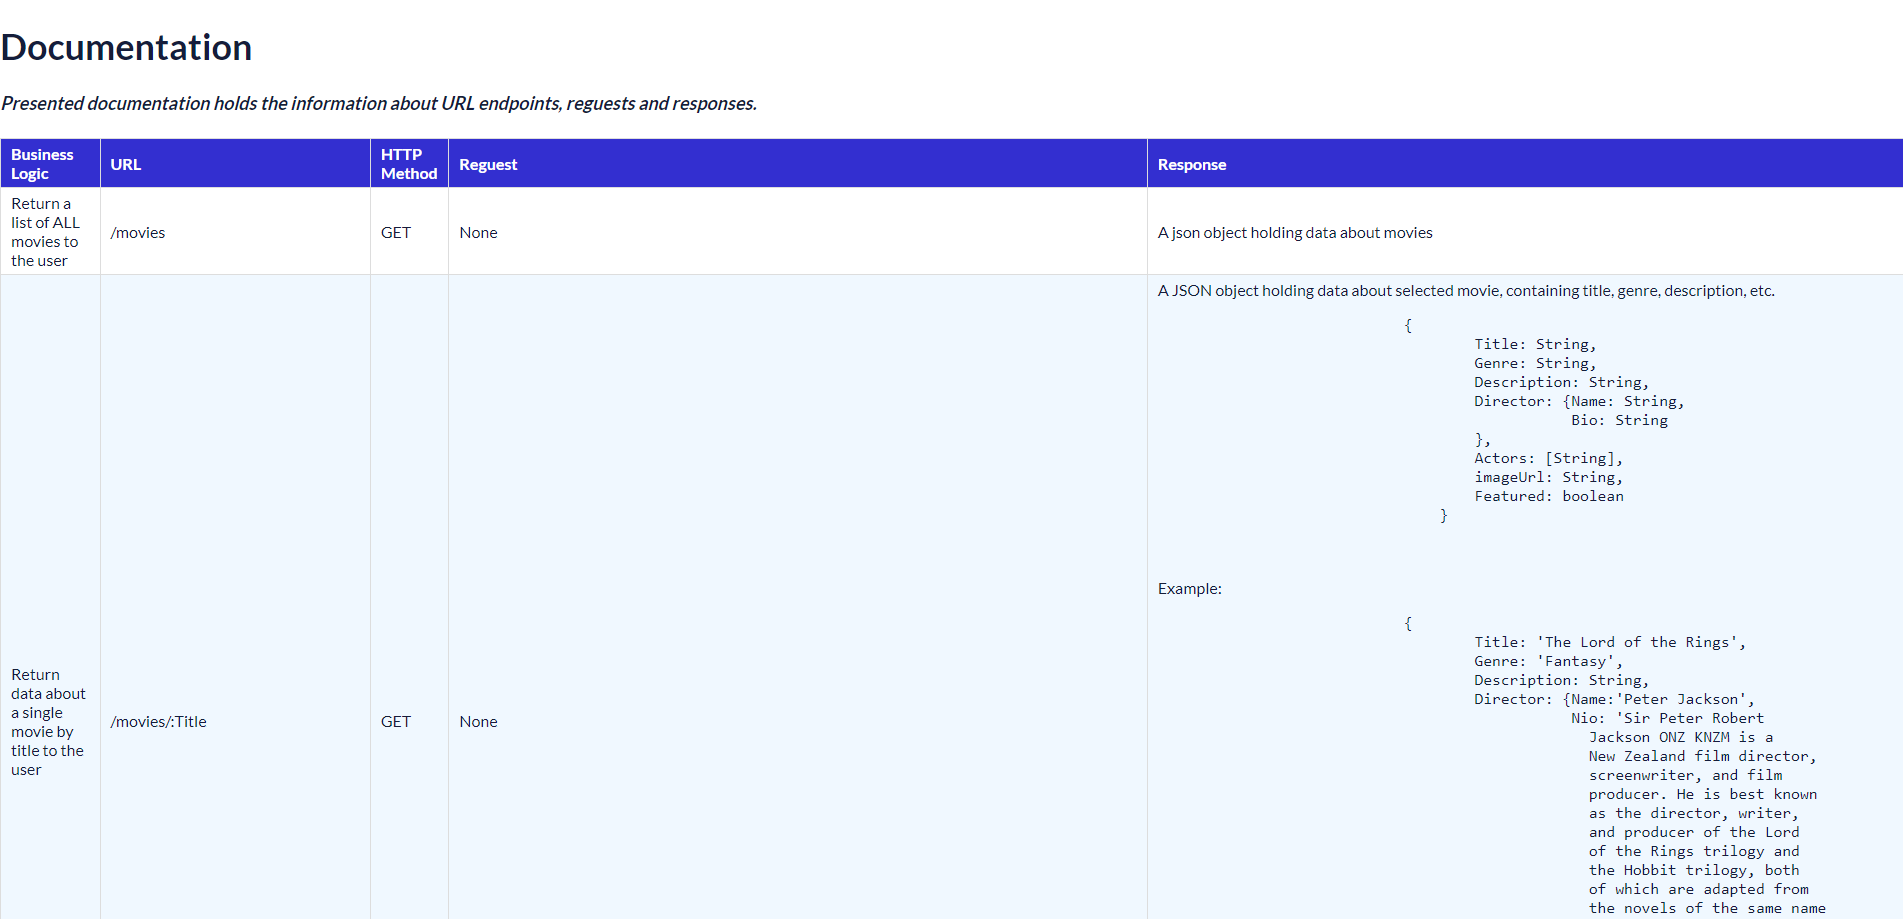 Documentation
Presented documentation holds the information about URL endpoints, reguests and responses.
Business
Logic
URL
HTTP
Method
Reguest
Response
Return a
list of ALL
movies to
the user
/movies
GET
None
A json object holding data about movies
Return
data about
a single
movie by
title to the
user
/movies/:Title
GET
None
A JSON object holding data about selected movie, containing title, genre, description, etc.
{
Title: String,
Genre: String,
Description: String,
Director: {Name: String,
Bio: String
},
Actors: [String],
imageUrl: String,
Featured: boolean
}
Example:
{
Title: 'The Lord of the Rings',
Genre: 'Fantasy',
Description: String,
Director: {Name:'Peter Jackson',
Nio: 'Sir Peter Robert
Jackson ONZ KNZM is a
New Zealand film director,
screenwriter, and film
producer. He is best known
as the director, writer,
and producer of the Lord
of the Rings trilogy and
the Hobbit trilogy, both
of which are adapted from
the novels of the same name